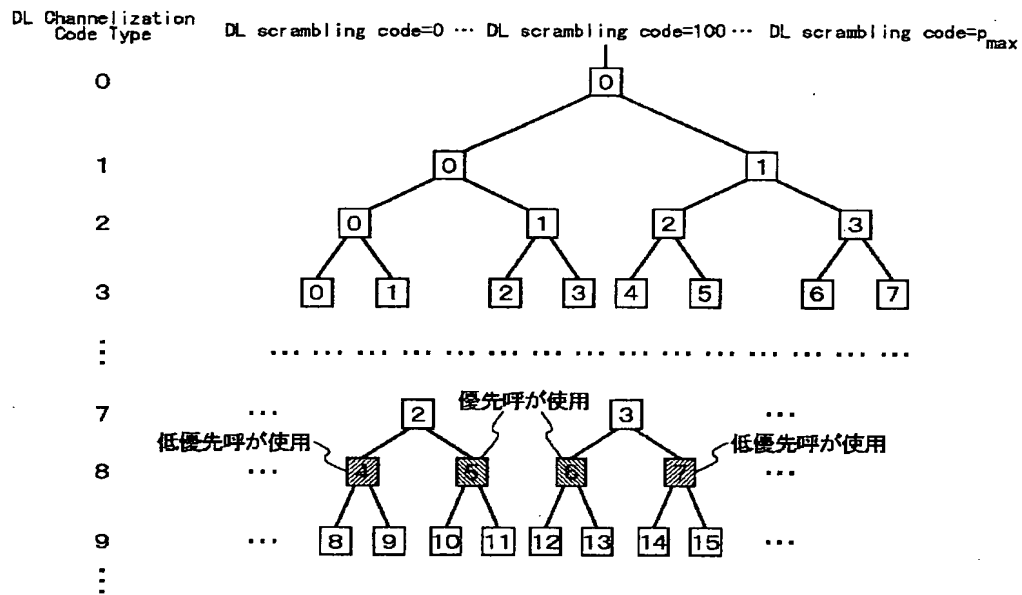 DL Channelization
Code Type
DL scrambling code=0 ··· DL scrambling code=100 ··· DL scrambling code=pmax
0 0
1 0 1
2 0 1 2 3
3 0 1 2 3 4 5 6 7
⋮ ··· ··· ··· ··· ··· ··· ··· ··· ··· ··· ··· ··· ··· ··· ···
優先呼が使用
7 ··· 2 3 ···
低優先呼が使用 低優先呼が使用
8 ··· 4 5 6 7 ···
9 ··· 8 9 10 11 12 13 14 15 ···
⋮